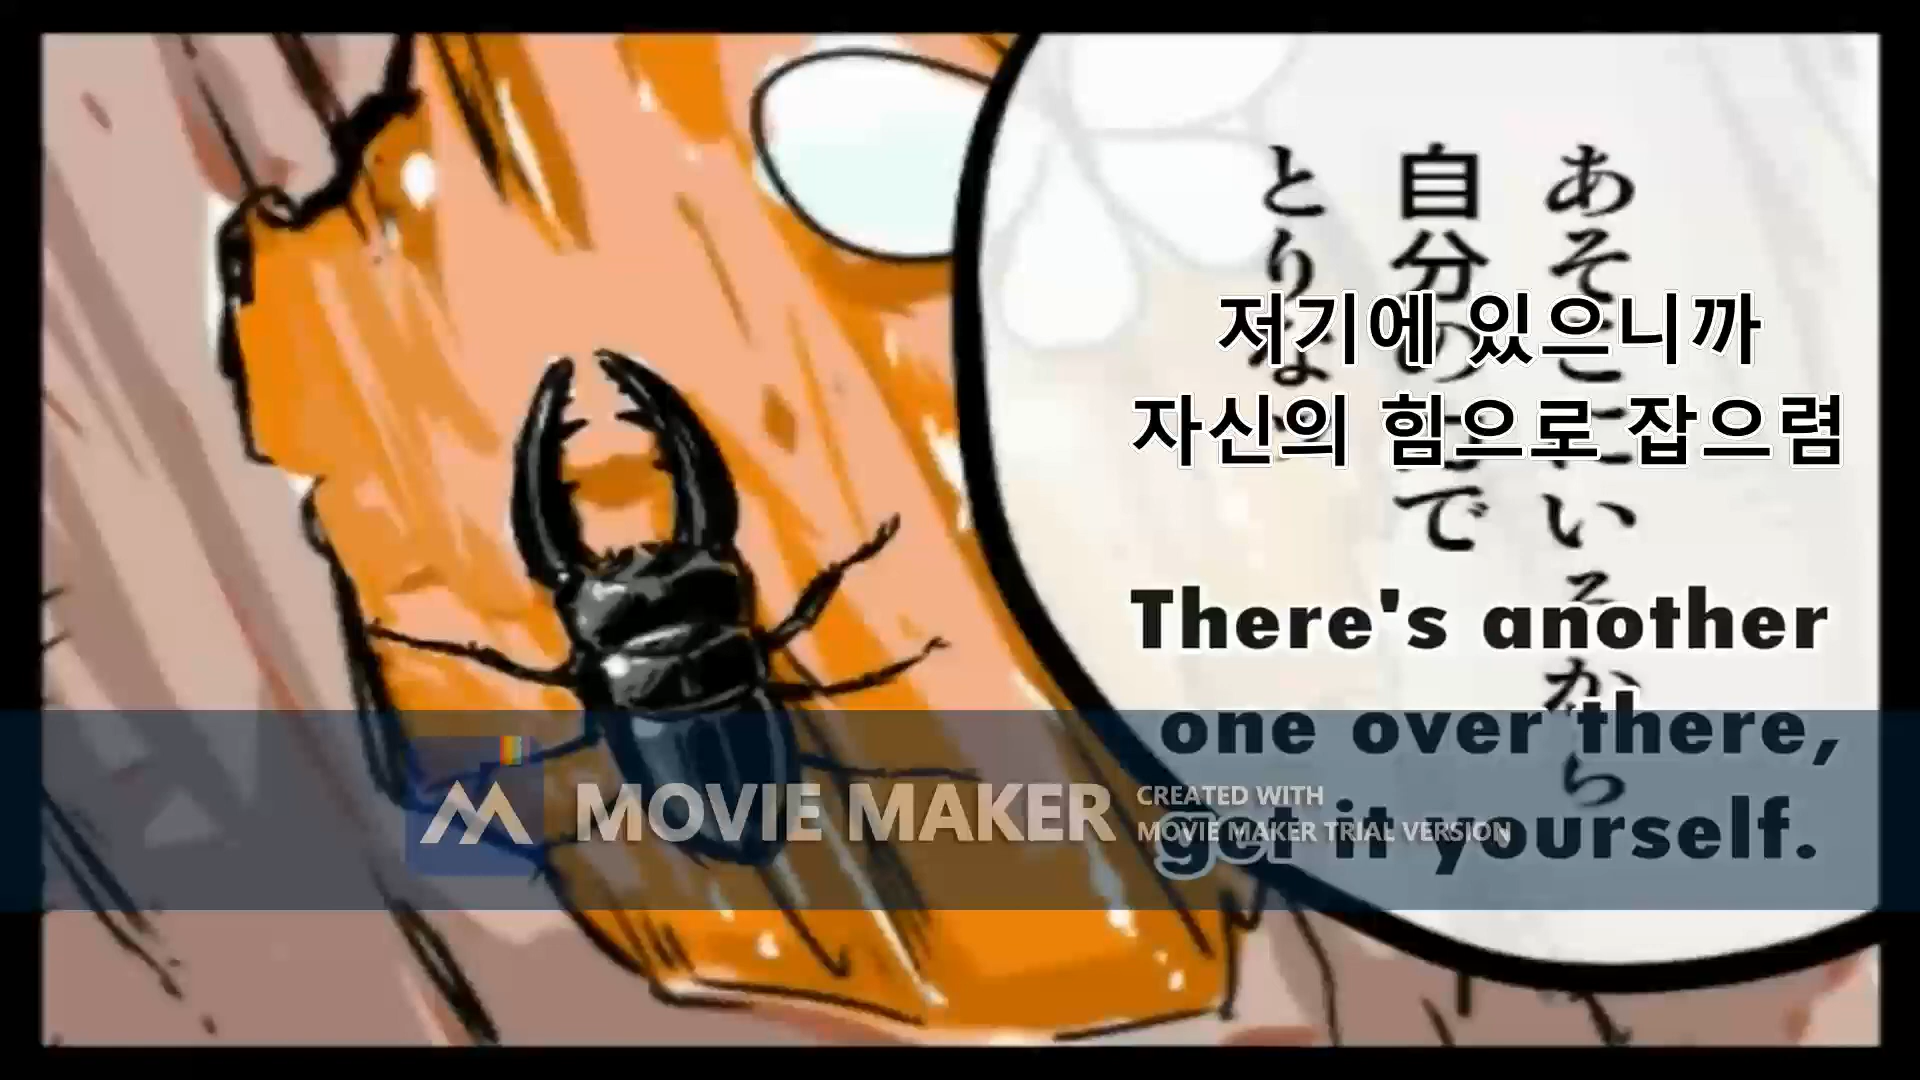 あそこにいるから
自分の力で
とりな
저기에 있으니까
자신의 힘으로 잡으렴
There's another
one over there,
get it yourself.
MOVIE MAKER
CREATED WITH
MOVIE MAKER TRIAL VERSION